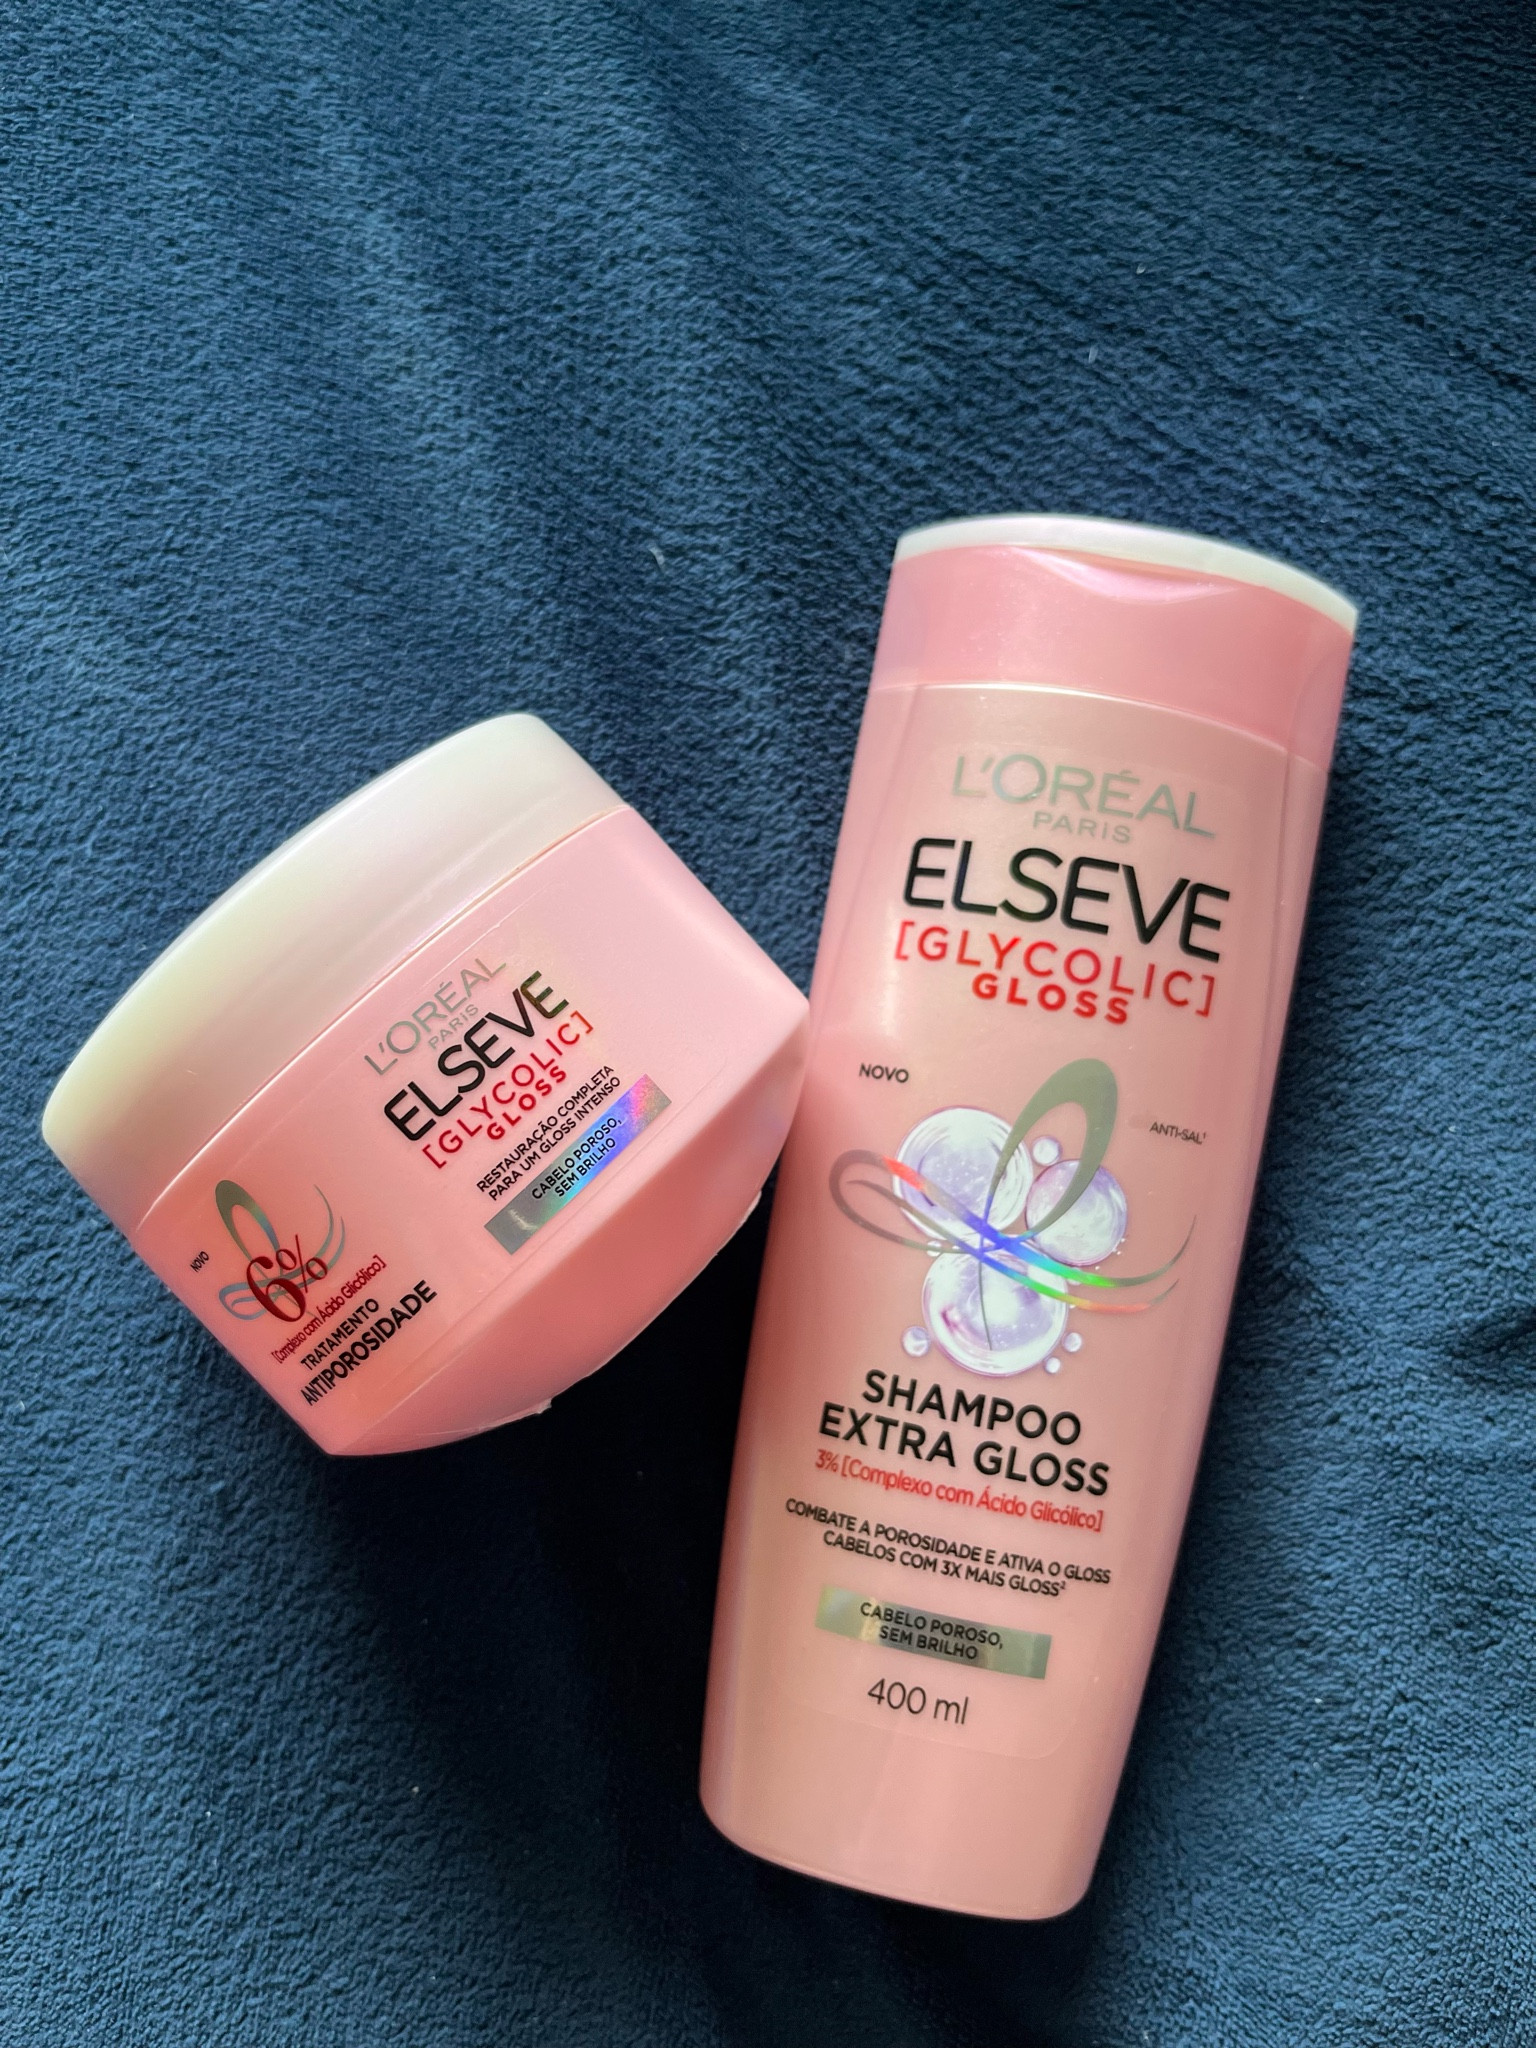 L'ORÉAL
PARIS
ELSEVE
[GLYCOLIC]
GLOSS
RESTAURAÇÃO COMPLETA
PARA UM GLOSS INTENSO
CABELO POROSO,
SEM BRILHO
NOVO
6%
[Complexo com Ácido Glicólico]
TRATAMENTO
ANTIPOROSIDADE
L'ORÉAL
PARIS
ELSEVE
[GLYCOLIC]
GLOSS
NOVO
ANTI-SAL¹
SHAMPOO
EXTRA GLOSS
3% [Complexo com Ácido Glicólico]
COMBATE A POROSIDADE E ATIVA O GLOSS
CABELOS COM 3X MAIS GLOSS²
CABELO POROSO,
SEM BRILHO
400 ml